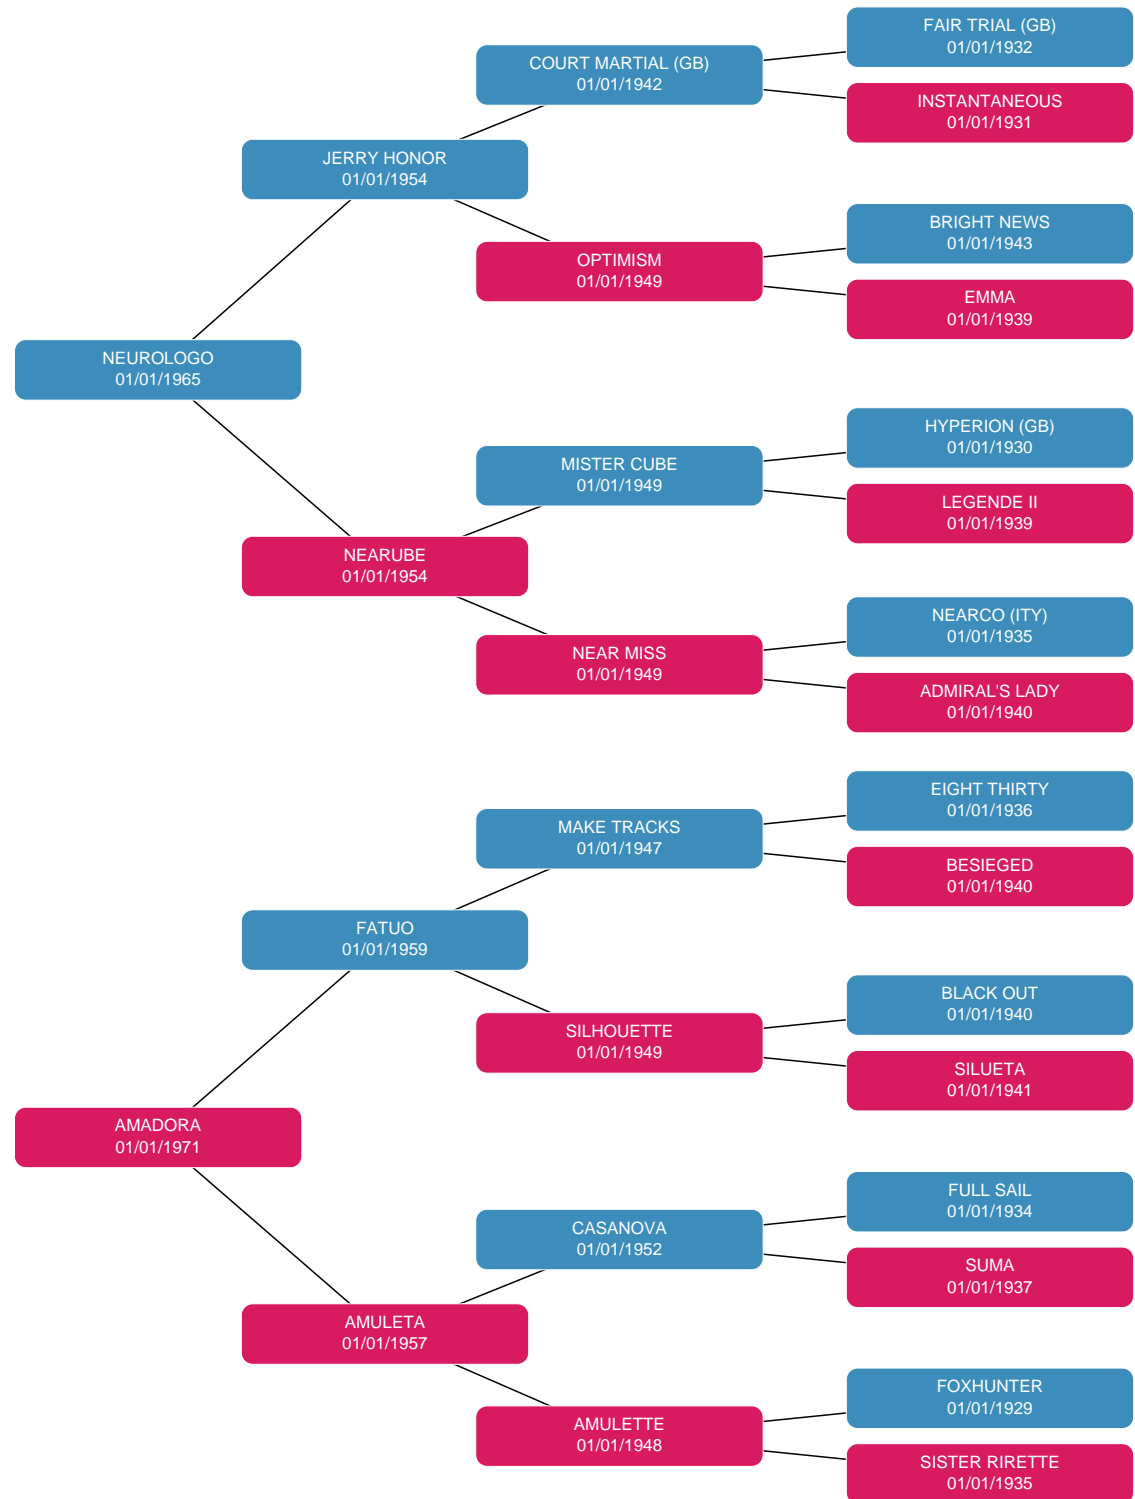 FAIR TRIAL (GB)
01/01/1932
COURT MARTIAL (GB)
01/01/1942
INSTANTANEOUS
01/01/1931
JERRY HONOR
01/01/1954
BRIGHT NEWS
01/01/1943
OPTIMISM
01/01/1949
EMMA
01/01/1939
NEUROLOGO
01/01/1965
HYPERION (GB)
01/01/1930
MISTER CUBE
01/01/1949
LEGENDE II
01/01/1939
NEARUBE
01/01/1954
NEARCO (ITY)
01/01/1935
NEAR MISS
01/01/1949
ADMIRAL'S LADY
01/01/1940
EIGHT THIRTY
01/01/1936
MAKE TRACKS
01/01/1947
BESIEGED
01/01/1940
FATUO
01/01/1959
BLACK OUT
01/01/1940
SILHOUETTE
01/01/1949
SILUETA
01/01/1941
AMADORA
01/01/1971
FULL SAIL
01/01/1934
CASANOVA
01/01/1952
SUMA
01/01/1937
AMULETA
01/01/1957
FOXHUNTER
01/01/1929
AMULETTE
01/01/1948
SISTER RIRETTE
01/01/1935